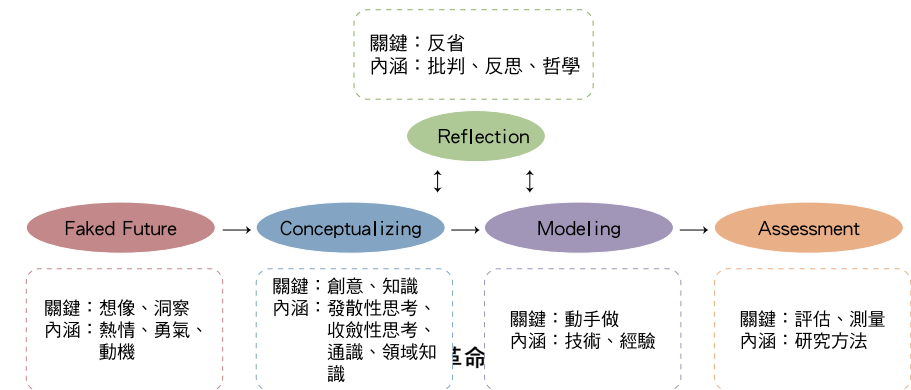 關鍵：反省
內涵：批判、反思、哲學
Reflection
↕ ↕
Faked Future → Conceptualizing → Modeling → Assessment
關鍵：想像、洞察
內涵：熱情、勇氣、
動機
關鍵：創意、知識
內涵：發散性思考、
收斂性思考、
通識、領域知
識
關鍵：動手做
內涵：技術、經驗
關鍵：評估、測量
內涵：研究方法
革命